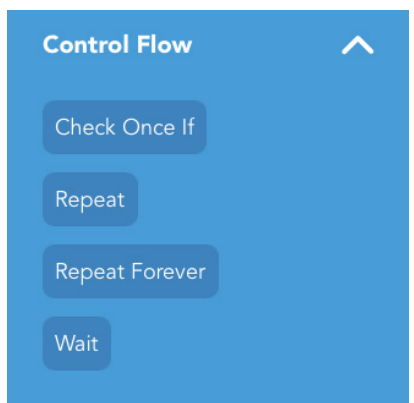 Control Flow
Check Once If
Repeat
Repeat Forever
Wait